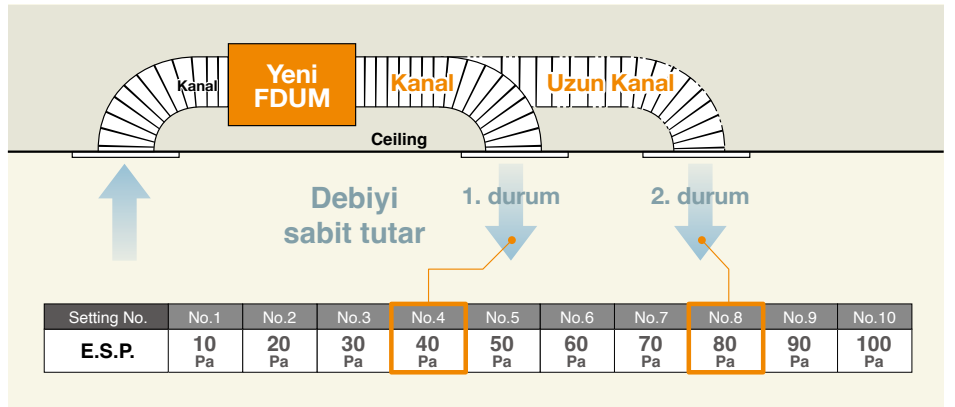 Kanal
Yeni
FDUM
Kanal
Uzun Kanal
Ceiling
Debiyi
sabit tutar
1. durum
2. durum
Setting No. No.1 No.2 No.3 No.4 No.5 No.6 No.7 No.8 No.9 No.10
E.S.P. 10 Pa 20 Pa 30 Pa 40 Pa 50 Pa 60 Pa 70 Pa 80 Pa 90 Pa 100 Pa